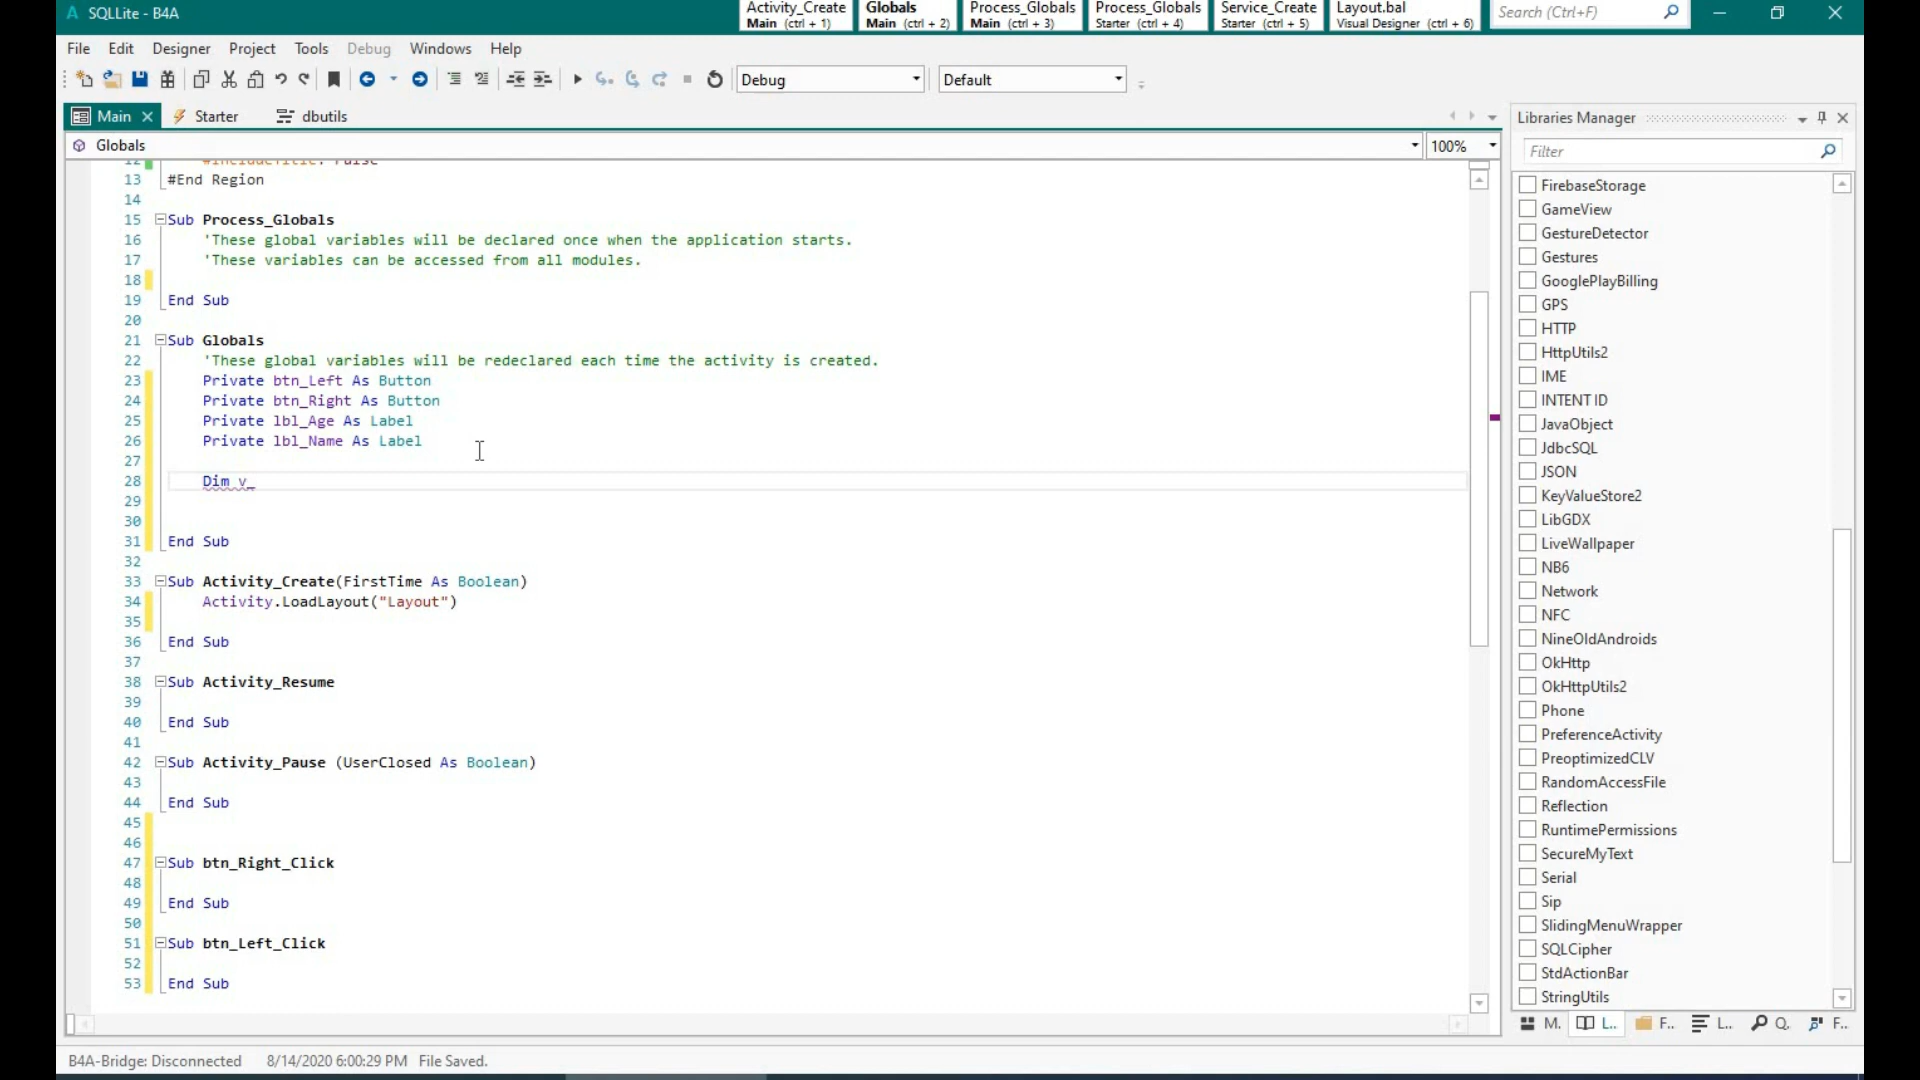 SQLLite - B4A
Activity_Create
Main (ctrl + 1)
Globals
Main (ctrl + 2)
Process_Globals
Main (ctrl + 3)
Process_Globals
Starter (ctrl + 4)
Service_Create
Starter (ctrl + 5)
Layout.bal
Visual Designer (ctrl + 6)
Search (Ctrl+F)
File Edit Designer Project Tools Debug Windows Help
Debug
Default
Main
Starter
dbutils
Globals
100%
12 #IncludeTitle: False
13 #End Region
14
15 Sub Process_Globals
16 'These global variables will be declared once when the application starts.
17 'These variables can be accessed from all modules.
18
19 End Sub
20
21 Sub Globals
22 'These global variables will be redeclared each time the activity is created.
23 Private btn_Left As Button
24 Private btn_Right As Button
25 Private lbl_Age As Label
26 Private lbl_Name As Label
27
28 Dim v_
29
30
31 End Sub
32
33 Sub Activity_Create(FirstTime As Boolean)
34 Activity.LoadLayout("Layout")
35
36 End Sub
37
38 Sub Activity_Resume
39
40 End Sub
41
42 Sub Activity_Pause (UserClosed As Boolean)
43
44 End Sub
45
46
47 Sub btn_Right_Click
48
49 End Sub
50
51 Sub btn_Left_Click
52
53 End Sub
Libraries Manager
Filter
FirebaseStorage
GameView
GestureDetector
Gestures
GooglePlayBilling
GPS
HTTP
HttpUtils2
IME
INTENT ID
JavaObject
JdbcSQL
JSON
KeyValueStore2
LibGDX
LiveWallpaper
NB6
Network
NFC
NineOldAndroids
OkHttp
OkHttpUtils2
Phone
PreferenceActivity
PreoptimizedCLV
RandomAccessFile
Reflection
RuntimePermissions
SecureMyText
Serial
Sip
SlidingMenuWrapper
SQLCipher
StdActionBar
StringUtils
M. L.. F... L... Q. F...
B4A-Bridge: Disconnected 8/14/2020 6:00:29 PM File Saved.